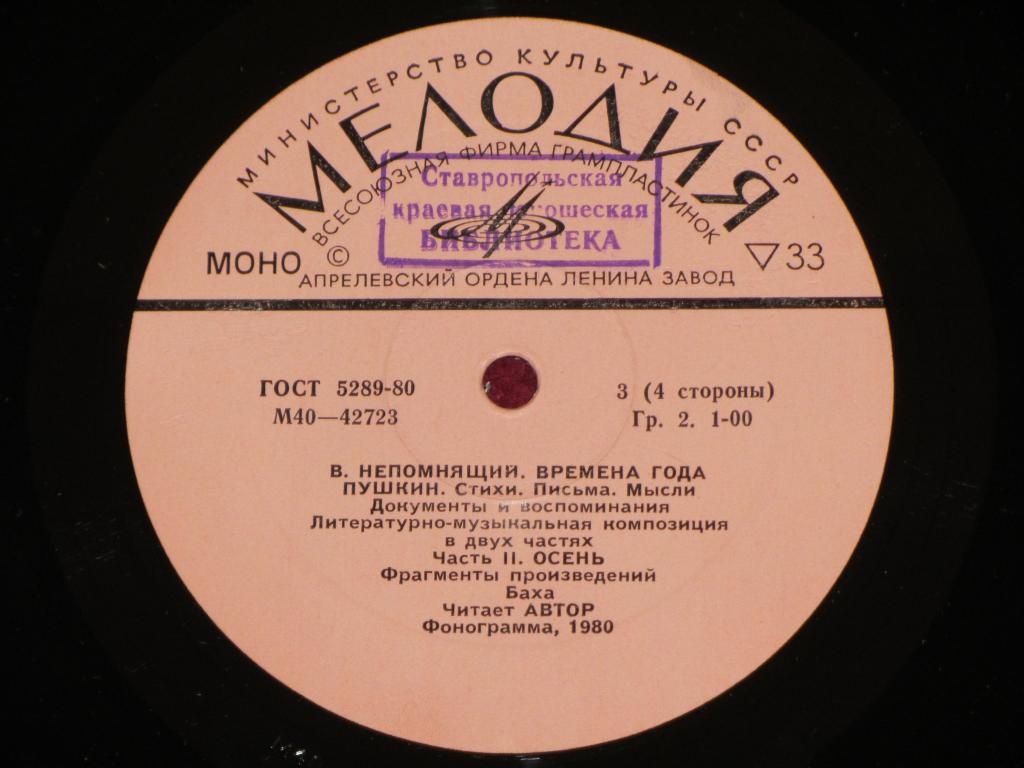 МИНИСТЕРСТВО КУЛЬТУРЫ СССР
МЕЛОДИЯ
ВСЕСОЮЗНАЯ ФИРМА ГРАМПЛАСТИНОК
Ставропольская
краевая юношеская
БИБЛИОТЕКА
МОНО © ▽33
АПРЕЛЕВСКИЙ ОРДЕНА ЛЕНИНА ЗАВОД
ГОСТ 5289-80 3 (4 стороны)
М40—42723 Гр. 2. 1-00
В. НЕПОМНЯЩИЙ. ВРЕМЕНА ГОДА
ПУШКИН. Стихи. Письма. Мысли
Документы и воспоминания
Литературно-музыкальная композиция
в двух частях
Часть II. ОСЕНЬ
Фрагменты произведений
Баха
Читает АВТОР
Фонограмма, 1980